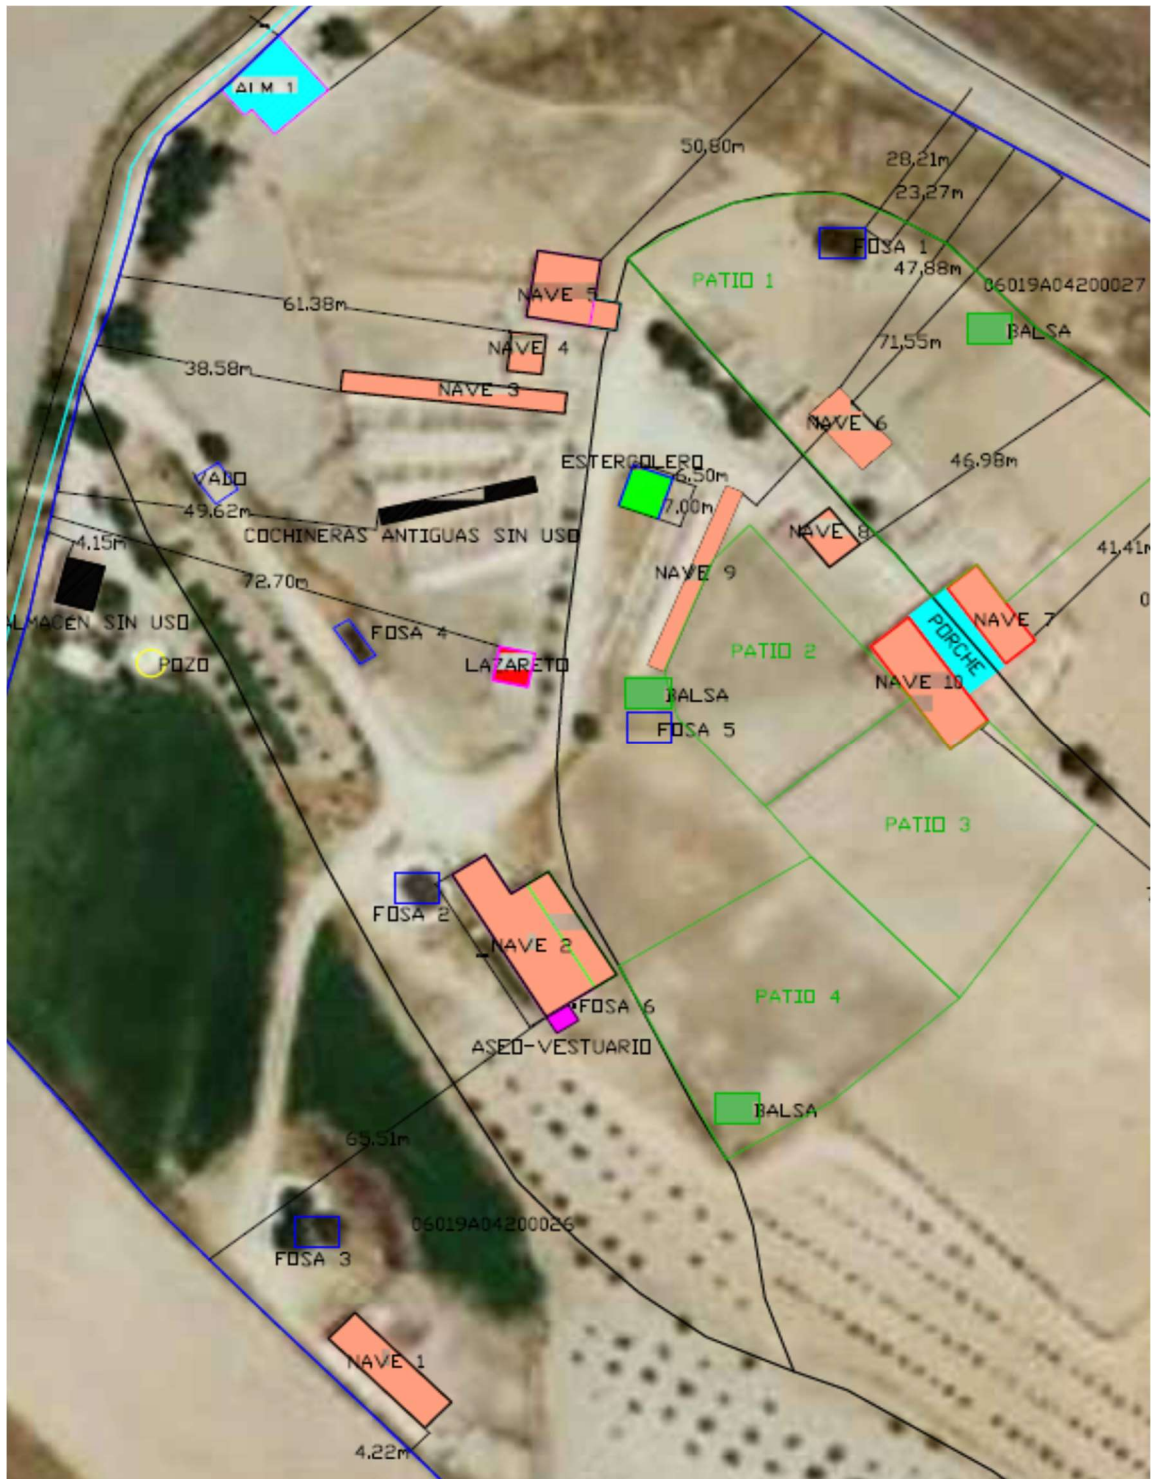 ALM 1
50,80m
28,21m
23,27m
FOSA 1
47,88m
PATIO 1
06019A04200027
NAVE 5
61.38m
BALSA
71,55m
NAVE 4
38.58m
NAVE 3
NAVE 6
ESTERCOLERO
46,98m
6,50m
VADO
7,00m
49.62m
COCHINERAS ANTIGUAS SIN USO
NAVE 8
4.15m
41,41m
72.70m
NAVE 9
ALMACEN SIN USO
FOSA 4
NAVE 7
PORCHE
PATIO 2
POZO
LAZARETO
NAVE 10
BALSA
FOSA 5
PATIO 3
FOSA 2
NAVE 2
PATIO 4
FOSA 6
ASEO-VESTUARIO
BALSA
65,51m
06019A04200026
FOSA 3
NAVE 1
4.22m